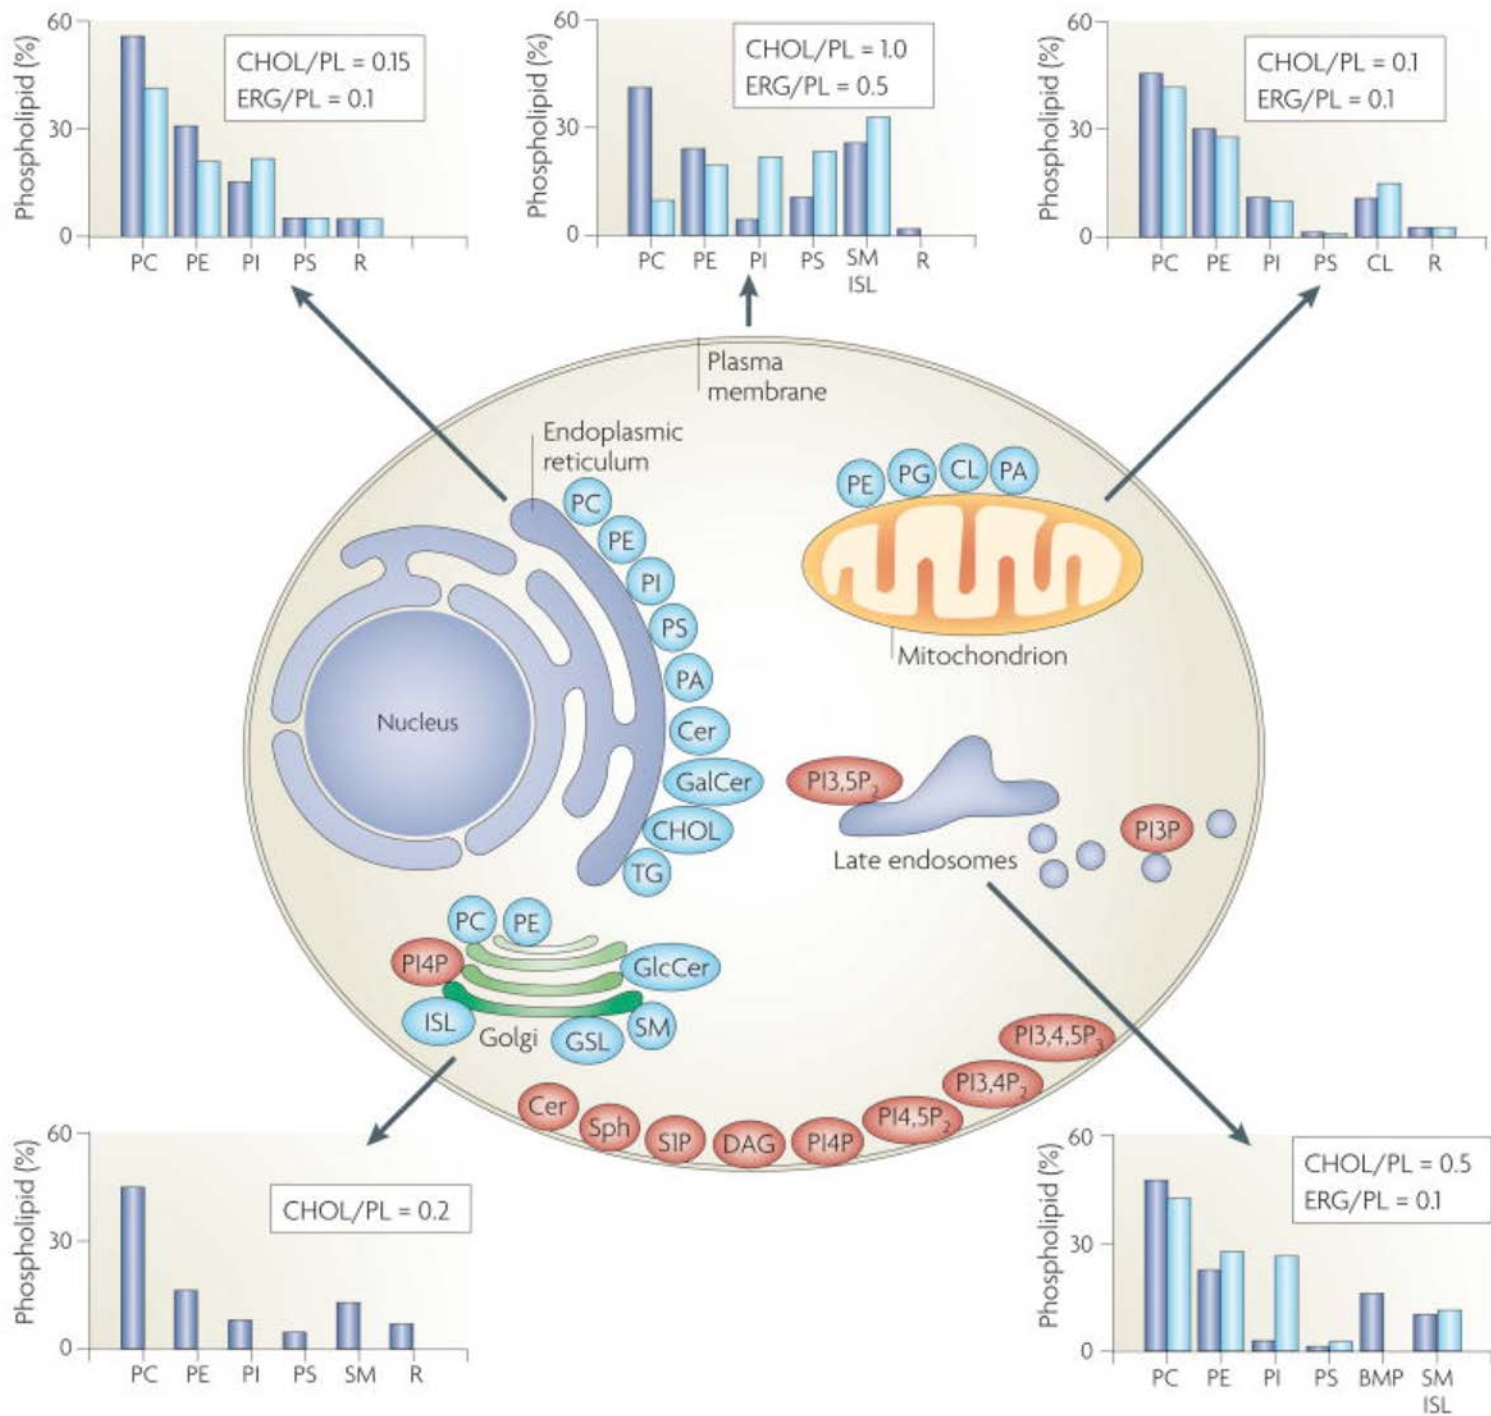 Phospholipid (%)
60
30
0
CHOL/PL = 0.15
ERG/PL = 0.1
PC PE PI PS R
Phospholipid (%)
60
30
0
CHOL/PL = 1.0
ERG/PL = 0.5
PC PE PI PS SM R
ISL
Phospholipid (%)
60
30
0
CHOL/PL = 0.1
ERG/PL = 0.1
PC PE PI PS CL R
Plasma
membrane
Endoplasmic
reticulum
PC
PE
PI
PS
PA
Cer
GalCer
CHOL
TG
Nucleus
PE PG CL PA
Mitochondrion
PI3,5P₂
Late endosomes
PI3P
PC PE
PI4P
GlcCer
ISL
Golgi
GSL
SM
Cer
Sph
S1P
DAG
PI4P
PI4,5P₂
PI3,4P₂
PI3,4,5P₃
Phospholipid (%)
60
30
0
CHOL/PL = 0.2
PC PE PI PS SM R
Phospholipid (%)
60
30
0
CHOL/PL = 0.5
ERG/PL = 0.1
PC PE PI PS BMP SM
ISL